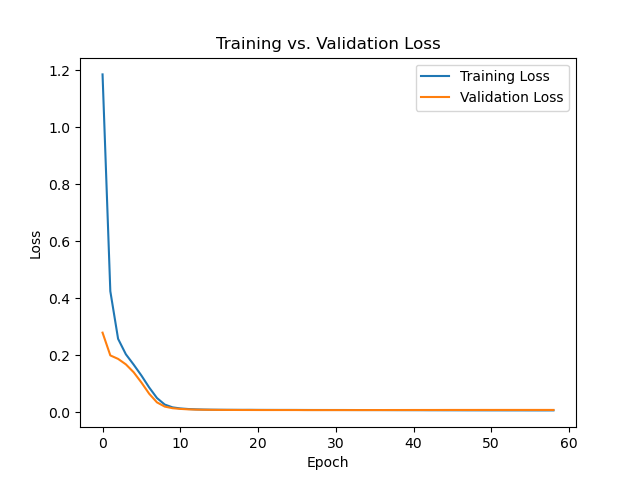 Training vs. Validation Loss
Training Loss
Validation Loss
1.2
1.0
0.8
0.6
0.4
0.2
0.0
Loss
0 10 20 30 40 50 60
Epoch